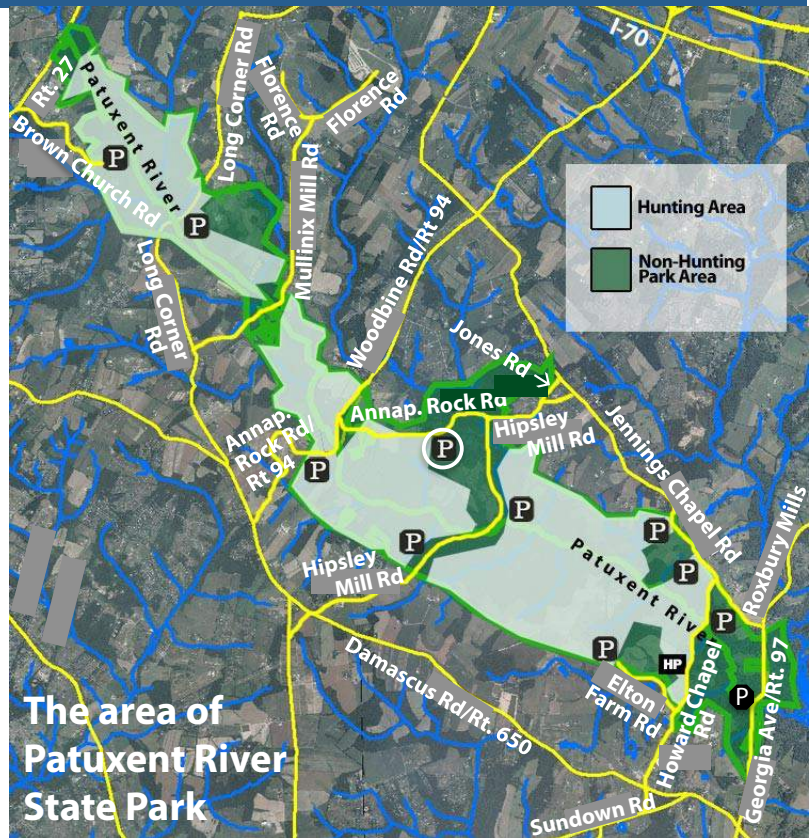 I-70
Rt. 27
Patuxent River
Long Corner Rd
Florence
Rd
Florence
Rd
Brown Church Rd
P
P
Mullinix Mill Rd
Woodbine Rd/Rt 94
Hunting Area
Non-Hunting
Park Area
Long Corner
Rd
Jones Rd →
Annap. Rock Rd
Annap.
Rock Rd/
Rt 94
P
Hipsley
Mill Rd
P
Jennings Chapel Rd
P
P
P
Hipsley
Mill Rd
Patuxent River
P
Roxbury Mills
P
P
HP
Elton
Farm Rd
Howard Chapel
Rd
P
Georgia Ave/Rt. 97
Damascus Rd/Rt. 650
Sundown Rd
The area of
Patuxent River
State Park